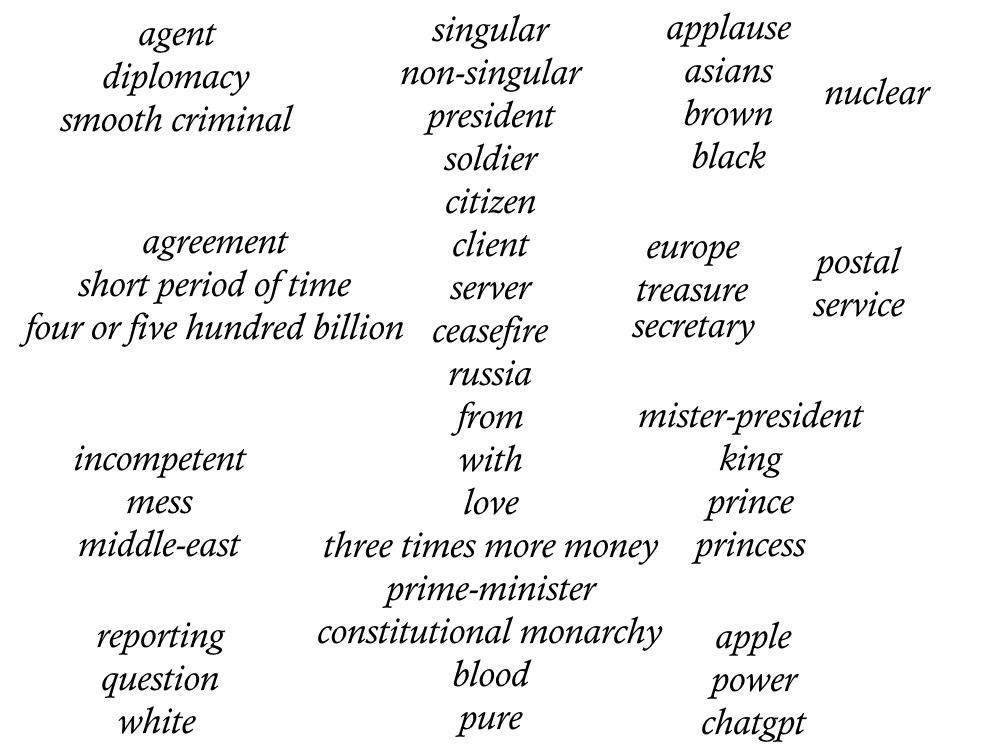 agent
diplomacy
smooth criminal
agreement
short period of time
four or five hundred billion
incompetent
mess
middle-east
reporting
question
white
singular
non-singular
president
soldier
citizen
client
server
ceasefire
russia
from
with
love
three times more money
prime-minister
constitutional monarchy
blood
pure
applause
asians
brown
black
europe
treasure
secretary
mister-president
king
prince
princess
apple
power
chatgpt
nuclear
postal
service